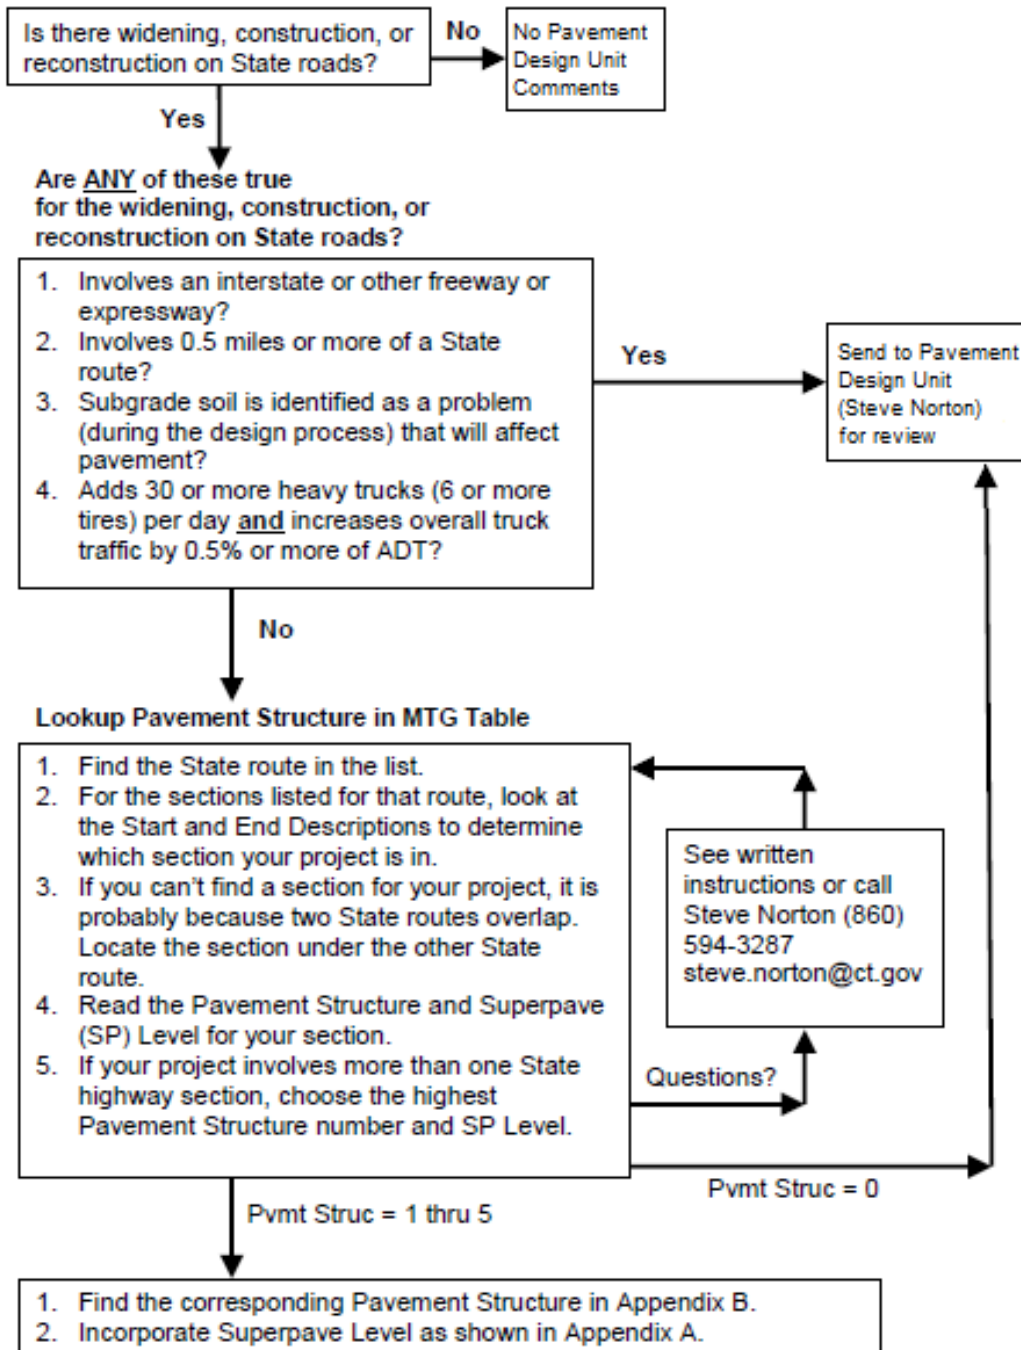 Is there widening, construction, or
reconstruction on State roads?
No
No Pavement
Design Unit
Comments
Yes
Are ANY of these true
for the widening, construction, or
reconstruction on State roads?
1. Involves an interstate or other freeway or
expressway?
2. Involves 0.5 miles or more of a State
route?
3. Subgrade soil is identified as a problem
(during the design process) that will affect
pavement?
4. Adds 30 or more heavy trucks (6 or more
tires) per day and increases overall truck
traffic by 0.5% or more of ADT?
Yes
Send to Pavement
Design Unit
(Steve Norton)
for review
No
Lookup Pavement Structure in MTG Table
1. Find the State route in the list.
2. For the sections listed for that route, look at
the Start and End Descriptions to determine
which section your project is in.
3. If you can't find a section for your project, it is
probably because two State routes overlap.
Locate the section under the other State
route.
4. Read the Pavement Structure and Superpave
(SP) Level for your section.
5. If your project involves more than one State
highway section, choose the highest
Pavement Structure number and SP Level.
See written
instructions or call
Steve Norton (860)
594-3287
steve.norton@ct.gov
Questions?
Pvmt Struc = 0
Pvmt Struc = 1 thru 5
1. Find the corresponding Pavement Structure in Appendix B.
2. Incorporate Superpave Level as shown in Appendix A.